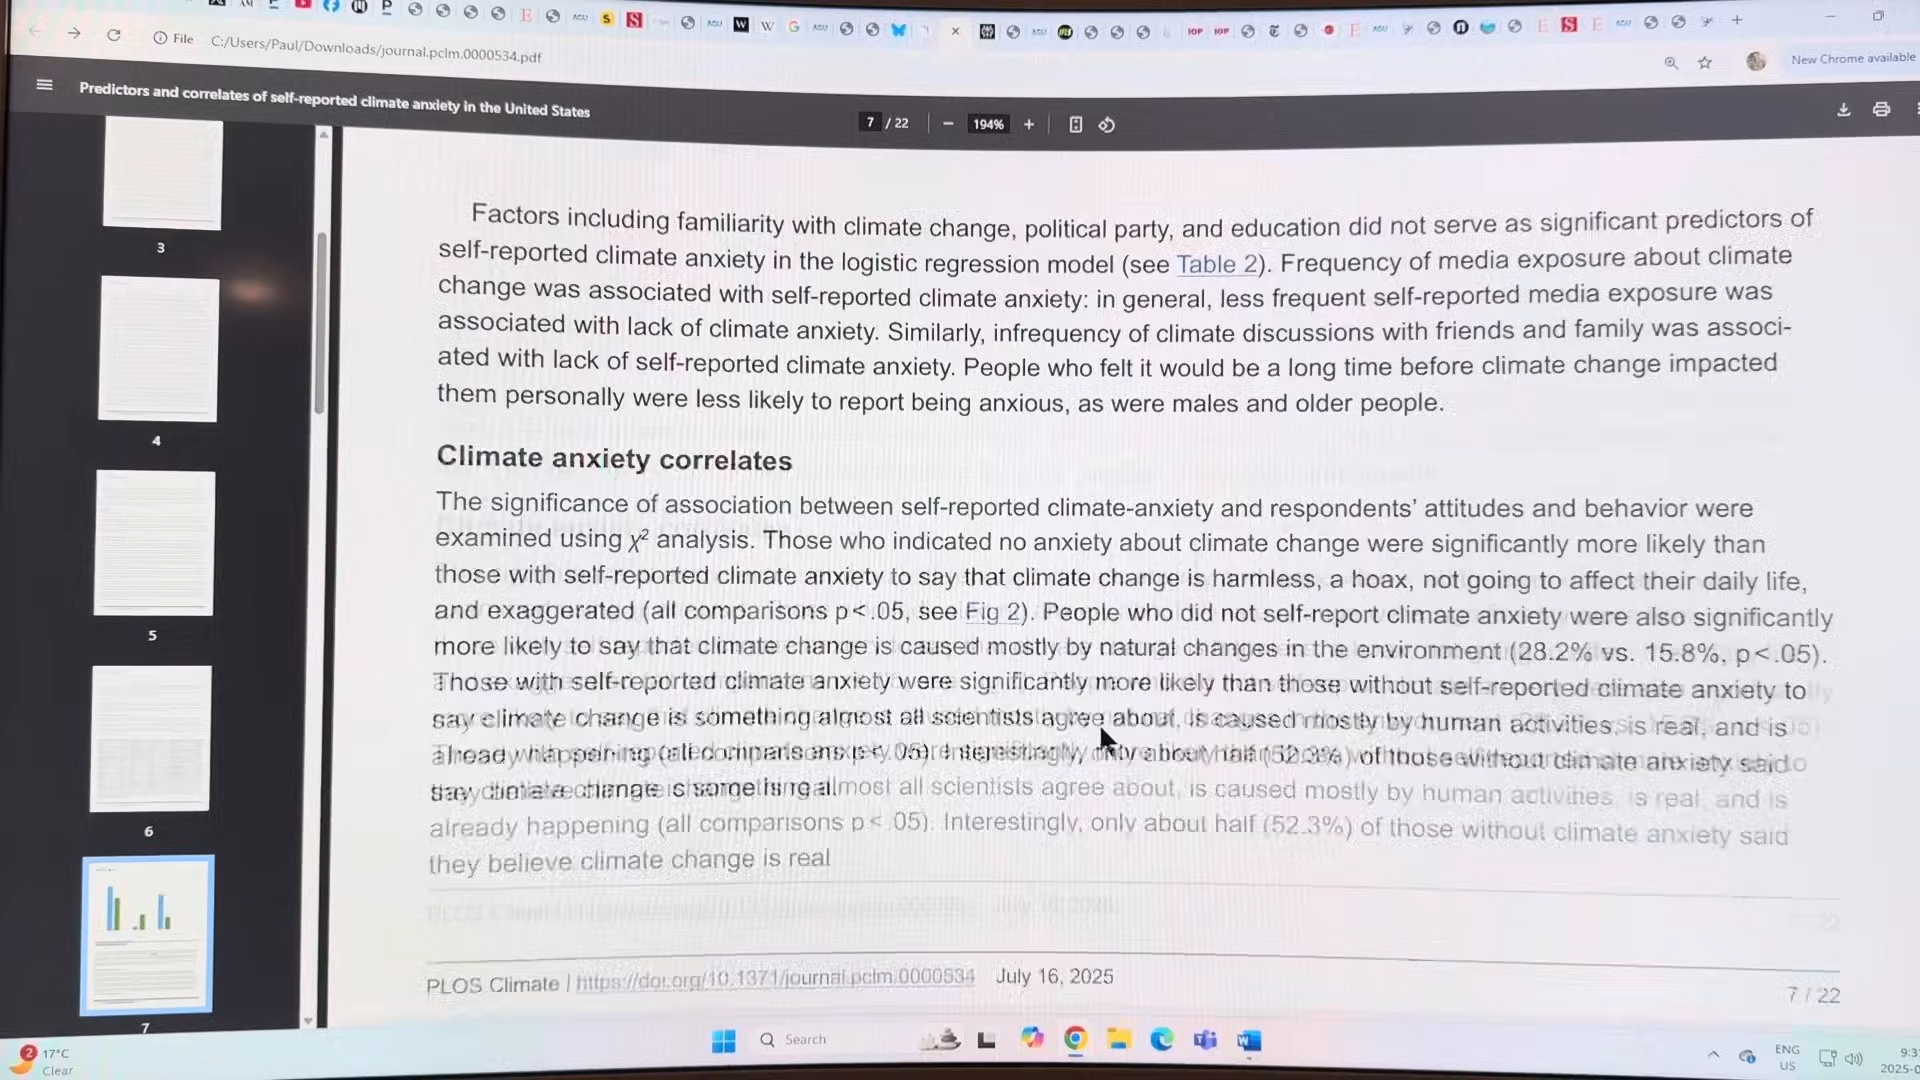 File C:/Users/Paul/Downloads/journal.pclm.0000534.pdf
New Chrome available
Predictors and correlates of self-reported climate anxiety in the United States
7 / 22 − 194% +
Factors including familiarity with climate change, political party, and education did not serve as significant predictors of
self-reported climate anxiety in the logistic regression model (see Table 2). Frequency of media exposure about climate
change was associated with self-reported climate anxiety: in general, less frequent self-reported media exposure was
associated with lack of climate anxiety. Similarly, infrequency of climate discussions with friends and family was associ-
ated with lack of self-reported climate anxiety. People who felt it would be a long time before climate change impacted
them personally were less likely to report being anxious, as were males and older people.
Climate anxiety correlates
The significance of association between self-reported climate-anxiety and respondents' attitudes and behavior were
examined using χ² analysis. Those who indicated no anxiety about climate change were significantly more likely than
those with self-reported climate anxiety to say that climate change is harmless, a hoax, not going to affect their daily life,
and exaggerated (all comparisons p<.05, see Fig 2). People who did not self-report climate anxiety were also significantly
more likely to say that climate change is caused mostly by natural changes in the environment (28.2% vs. 15.8%, p<.05).
Those with self-reported climate anxiety were significantly more likely than those without self-reported climate anxiety to
say climate change is something almost all scientists agree about, is caused mostly by human activities, is real, and is
already happening (all comparisons p<.05). Interestingly, only about half (52.3%) of those without climate anxiety said
they believe climate change is real
PLOS Climate | https://doi.org/10.1371/journal.pclm.0000534 July 16, 2025
7 / 22
3
4
5
6
7
2
17°C
Clear
Search
ENG
US